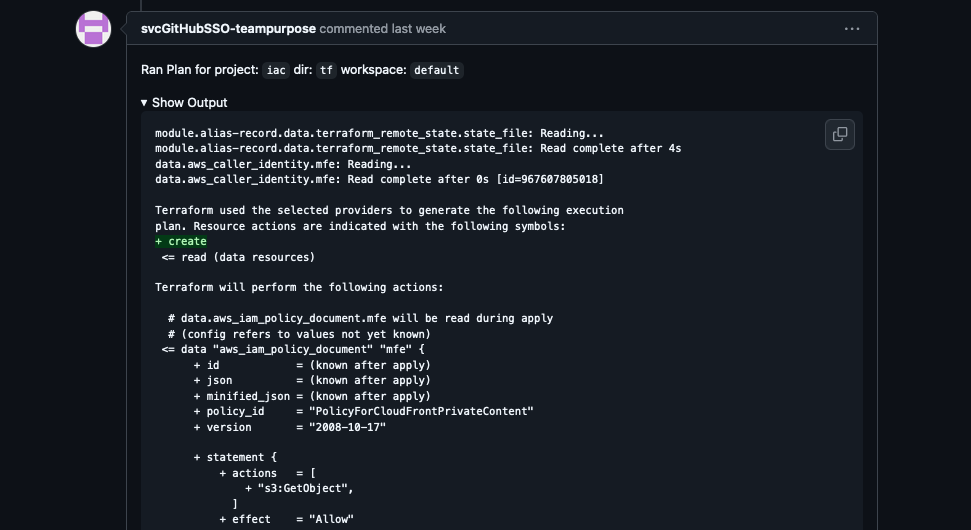 svcGitHubSSO-teampurpose commented last week
Ran Plan for project: iac dir: tf workspace: default
▼ Show Output
module.alias-record.data.terraform_remote_state.state_file: Reading...
module.alias-record.data.terraform_remote_state.state_file: Read complete after 4s
data.aws_caller_identity.mfe: Reading...
data.aws_caller_identity.mfe: Read complete after 0s [id=967607805018]
Terraform used the selected providers to generate the following execution
plan. Resource actions are indicated with the following symbols:
+ create
<= read (data resources)
Terraform will perform the following actions:
# data.aws_iam_policy_document.mfe will be read during apply
# (config refers to values not yet known)
<= data "aws_iam_policy_document" "mfe" {
+ id = (known after apply)
+ json = (known after apply)
+ minified_json = (known after apply)
+ policy_id = "PolicyForCloudFrontPrivateContent"
+ version = "2008-10-17"
+ statement {
+ actions = [
+ "s3:GetObject",
]
+ effect = "Allow"